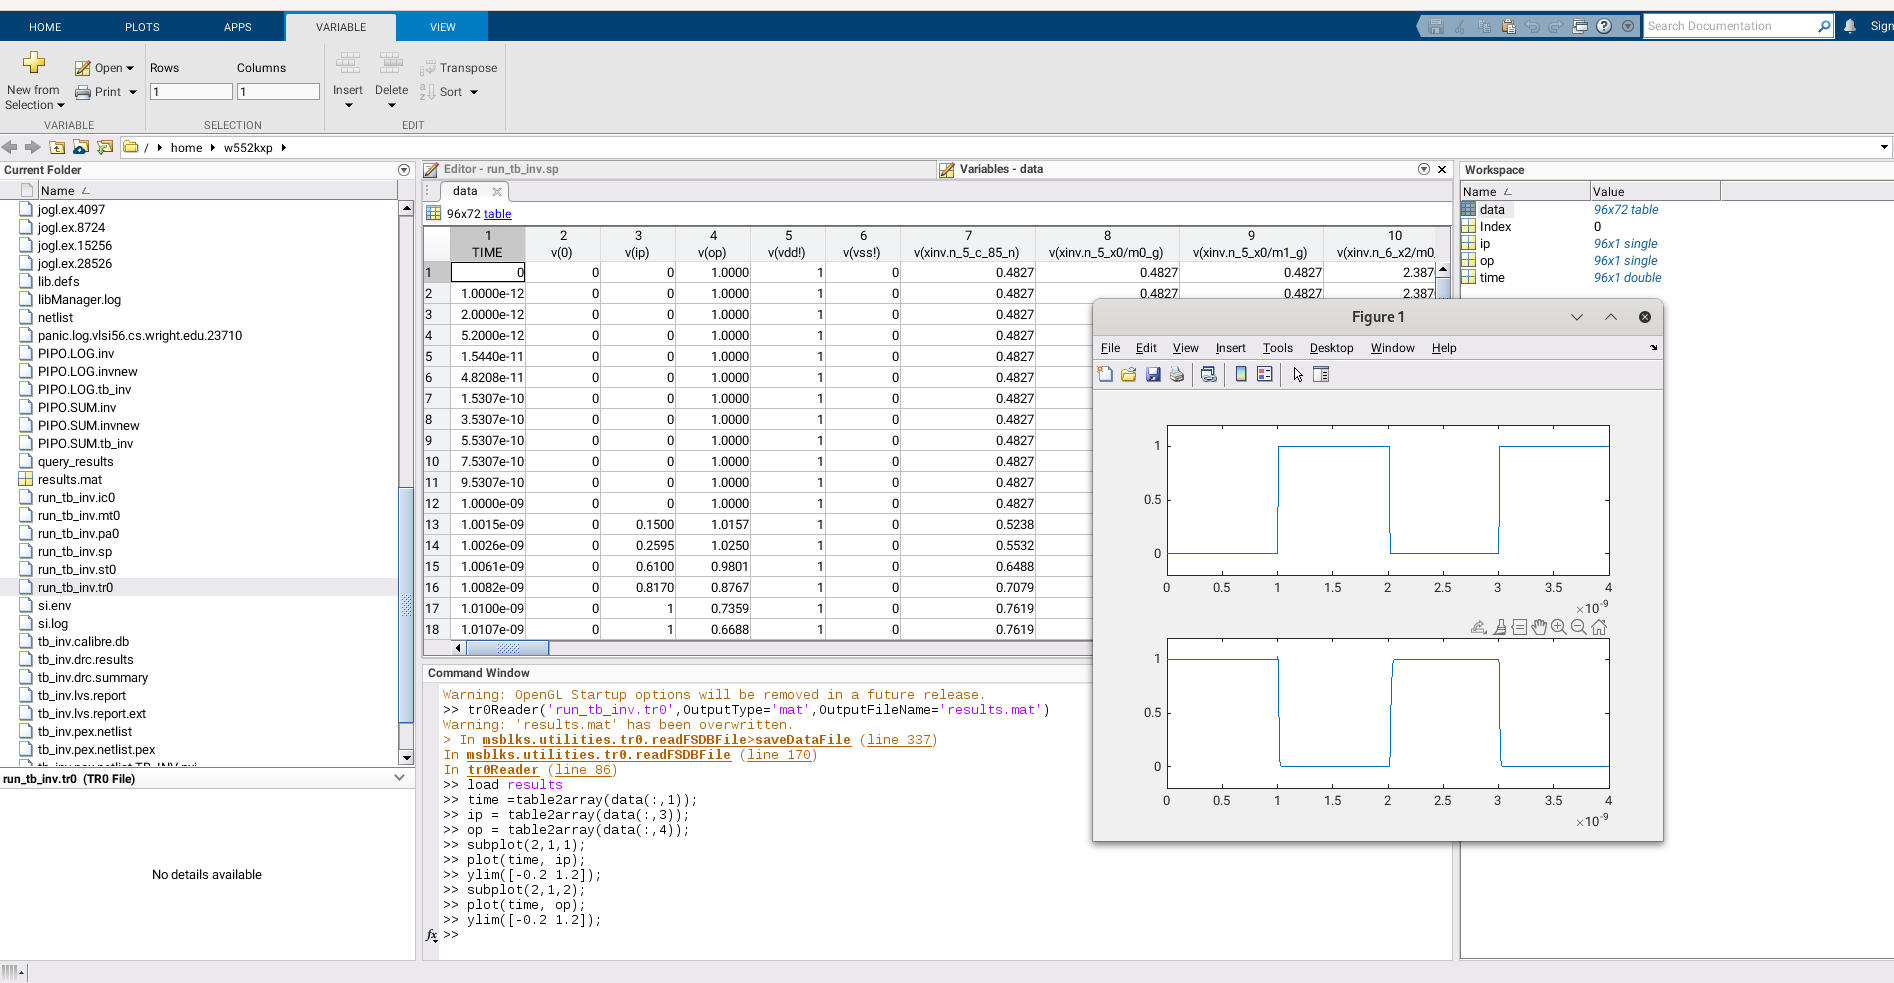 HOME PLOTS APPS VARIABLE VIEW Search Documentation Sign
New from Selection
Open
Print
Rows Columns
1 1
Insert Delete
Transpose
Sort
VARIABLE SELECTION EDIT
/ home w552kxp
Current Folder
Name
jogl.ex.4097
jogl.ex.8724
jogl.ex.15256
jogl.ex.28526
lib.defs
libManager.log
netlist
panic.log.vlsi56.cs.wright.edu.23710
PIPO.LOG.inv
PIPO.LOG.invnew
PIPO.LOG.tb_inv
PIPO.SUM.inv
PIPO.SUM.invnew
PIPO.SUM.tb_inv
query_results
results.mat
run_tb_inv.ic0
run_tb_inv.mt0
run_tb_inv.pa0
run_tb_inv.sp
run_tb_inv.st0
run_tb_inv.tr0
si.env
si.log
tb_inv.calibre.db
tb_inv.drc.results
tb_inv.drc.summary
tb_inv.lvs.report
tb_inv.lvs.report.ext
tb_inv.pex.netlist
tb_inv.pex.netlist.pex
run_tb_inv.tr0 (TR0 File)
No details available
Editor - run_tb_inv.sp
Variables - data
data
96x72 table
1 2 3 4 5 6 7 8 9 10
TIME v(0) v(ip) v(op) v(vdd!) v(vss!) v(xinv.n_5_c_85_n) v(xinv.n_5_x0/m0_g) v(xinv.n_5_x0/m1_g) v(xinv.n_6_x2/m0_
1 0 0 0 1.0000 1 0 0.4827 0.4827 0.4827 2.387
2 1.0000e-12 0 0 1.0000 1 0 0.4827 0.4827 0.4827 2.387
3 2.0000e-12 0 0 1.0000 1 0 0.4827
4 5.2000e-12 0 0 1.0000 1 0 0.4827
5 1.5440e-11 0 0 1.0000 1 0 0.4827
6 4.8208e-11 0 0 1.0000 1 0 0.4827
7 1.5307e-10 0 0 1.0000 1 0 0.4827
8 3.5307e-10 0 0 1.0000 1 0 0.4827
9 5.5307e-10 0 0 1.0000 1 0 0.4827
10 7.5307e-10 0 0 1.0000 1 0 0.4827
11 9.5307e-10 0 0 1.0000 1 0 0.4827
12 1.0000e-09 0 0 1.0000 1 0 0.4827
13 1.0015e-09 0 0.1500 1.0157 1 0 0.5238
14 1.0026e-09 0 0.2595 1.0250 1 0 0.5532
15 1.0061e-09 0 0.6100 0.9801 1 0 0.6488
16 1.0082e-09 0 0.8170 0.8767 1 0 0.7079
17 1.0100e-09 0 1 0.7359 1 0 0.7619
18 1.0107e-09 0 1 0.6688 1 0 0.7619
Command Window
Warning: OpenGL Startup options will be removed in a future release.
>> tr0Reader('run_tb_inv.tr0',OutputType='mat',OutputFileName='results.mat')
Warning: 'results.mat' has been overwritten.
> In msblks.utilities.tr0.readFSDBFile>saveDataFile (line 337)
In msblks.utilities.tr0.readFSDBFile (line 170)
In tr0Reader (line 86)
>> load results
>> time =table2array(data(:,1));
>> ip = table2array(data(:,3));
>> op = table2array(data(:,4));
>> subplot(2,1,1);
>> plot(time, ip);
>> ylim([-0.2 1.2]);
>> subplot(2,1,2);
>> plot(time, op);
>> ylim([-0.2 1.2]);
fx >>
Workspace
Name Value
data 96x72 table
Index 0
ip 96x1 single
op 96x1 single
time 96x1 double
Figure 1
File Edit View Insert Tools Desktop Window Help
1
0.5
0
0 0.5 1 1.5 2 2.5 3 3.5 4
×10-9
1
0.5
0
0 0.5 1 1.5 2 2.5 3 3.5 4
×10-9